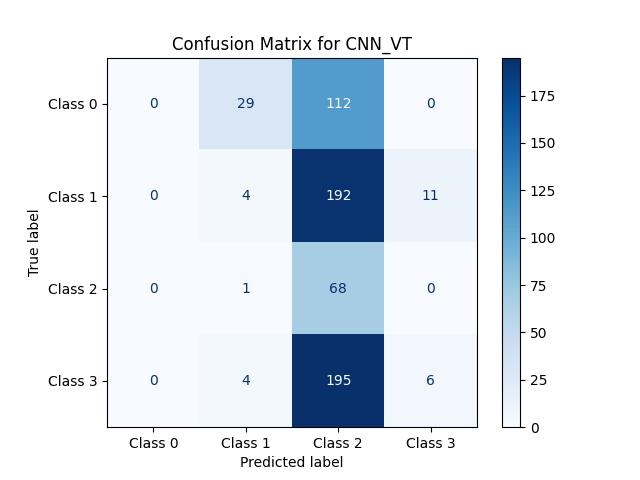 Confusion Matrix for CNN_VT
True label
Class 0 0 29 112 0
Class 1 0 4 192 11
Class 2 0 1 68 0
Class 3 0 4 195 6
Class 0 Class 1 Class 2 Class 3
Predicted label
175
150
125
100
75
50
25
0